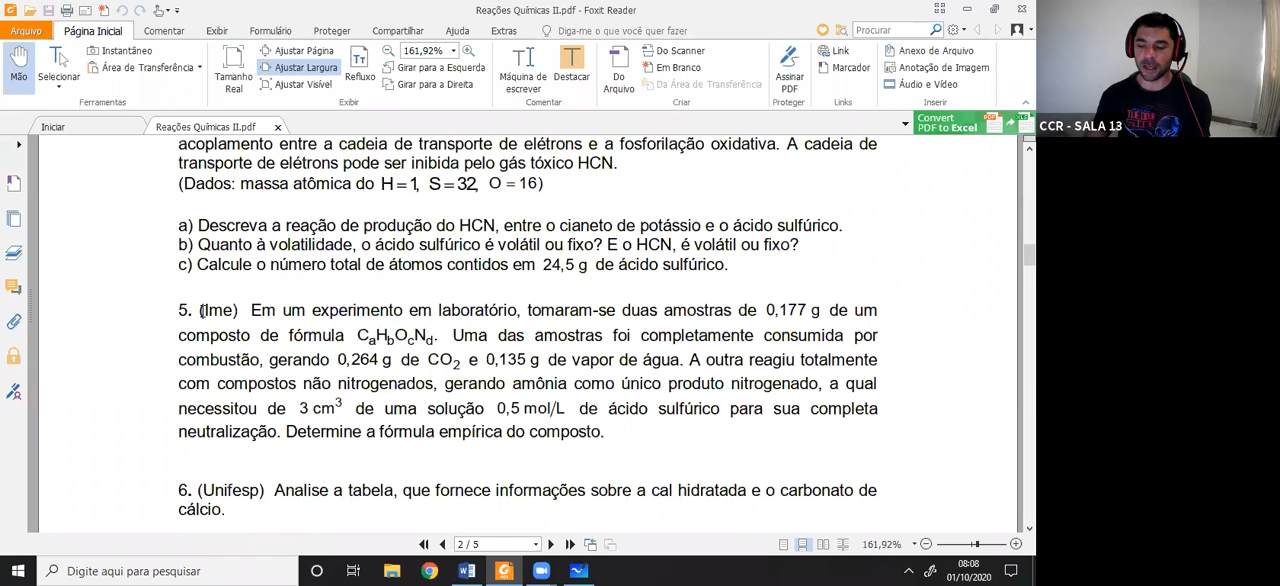 Reações Químicas II.pdf - Foxit Reader
Arquivo Página Inicial Comentar Exibir Formulário Proteger Compartilhar Ajuda Extras Diga-me o que você quer fazer Procurar
Mão
Selecionar
Instantâneo
Área de Transferência
Ferramentas
Tamanho Real
Ajustar Página
Ajustar Largura
Ajustar Visível
Refluxo
161,92%
Girar para a Esquerda
Girar para a Direita
Exibir
Máquina de escrever
Destacar
Comentar
Do Arquivo
Do Scanner
Em Branco
Da Área de Transferência
Criar
Assinar PDF
Proteger
Link
Marcador
Links
Anexo de Arquivo
Anotação de Imagem
Áudio e Vídeo
Inserir
CCR - SALA 13
Iniciar Reações Químicas II.pdf
Convert PDF to Excel
acoplamento entre a cadeia de transporte de elétrons e a fosforilação oxidativa. A cadeia de
transporte de elétrons pode ser inibida pelo gás tóxico HCN.
(Dados: massa atômica do H = 1, S = 32, O = 16)
a) Descreva a reação de produção do HCN, entre o cianeto de potássio e o ácido sulfúrico.
b) Quanto à volatilidade, o ácido sulfúrico é volátil ou fixo? E o HCN, é volátil ou fixo?
c) Calcule o número total de átomos contidos em 24,5 g de ácido sulfúrico.
5. (Ime) Em um experimento em laboratório, tomaram-se duas amostras de 0,177 g de um
composto de fórmula CaHbOcNd. Uma das amostras foi completamente consumida por
combustão, gerando 0,264 g de CO2 e 0,135 g de vapor de água. A outra reagiu totalmente
com compostos não nitrogenados, gerando amônia como único produto nitrogenado, a qual
necessitou de 3 cm³ de uma solução 0,5 mol/L de ácido sulfúrico para sua completa
neutralização. Determine a fórmula empírica do composto.
6. (Unifesp) Analise a tabela, que fornece informações sobre a cal hidratada e o carbonato de
cálcio.
2 / 5
161,92%
Digite aqui para pesquisar
08:08
01/10/2020